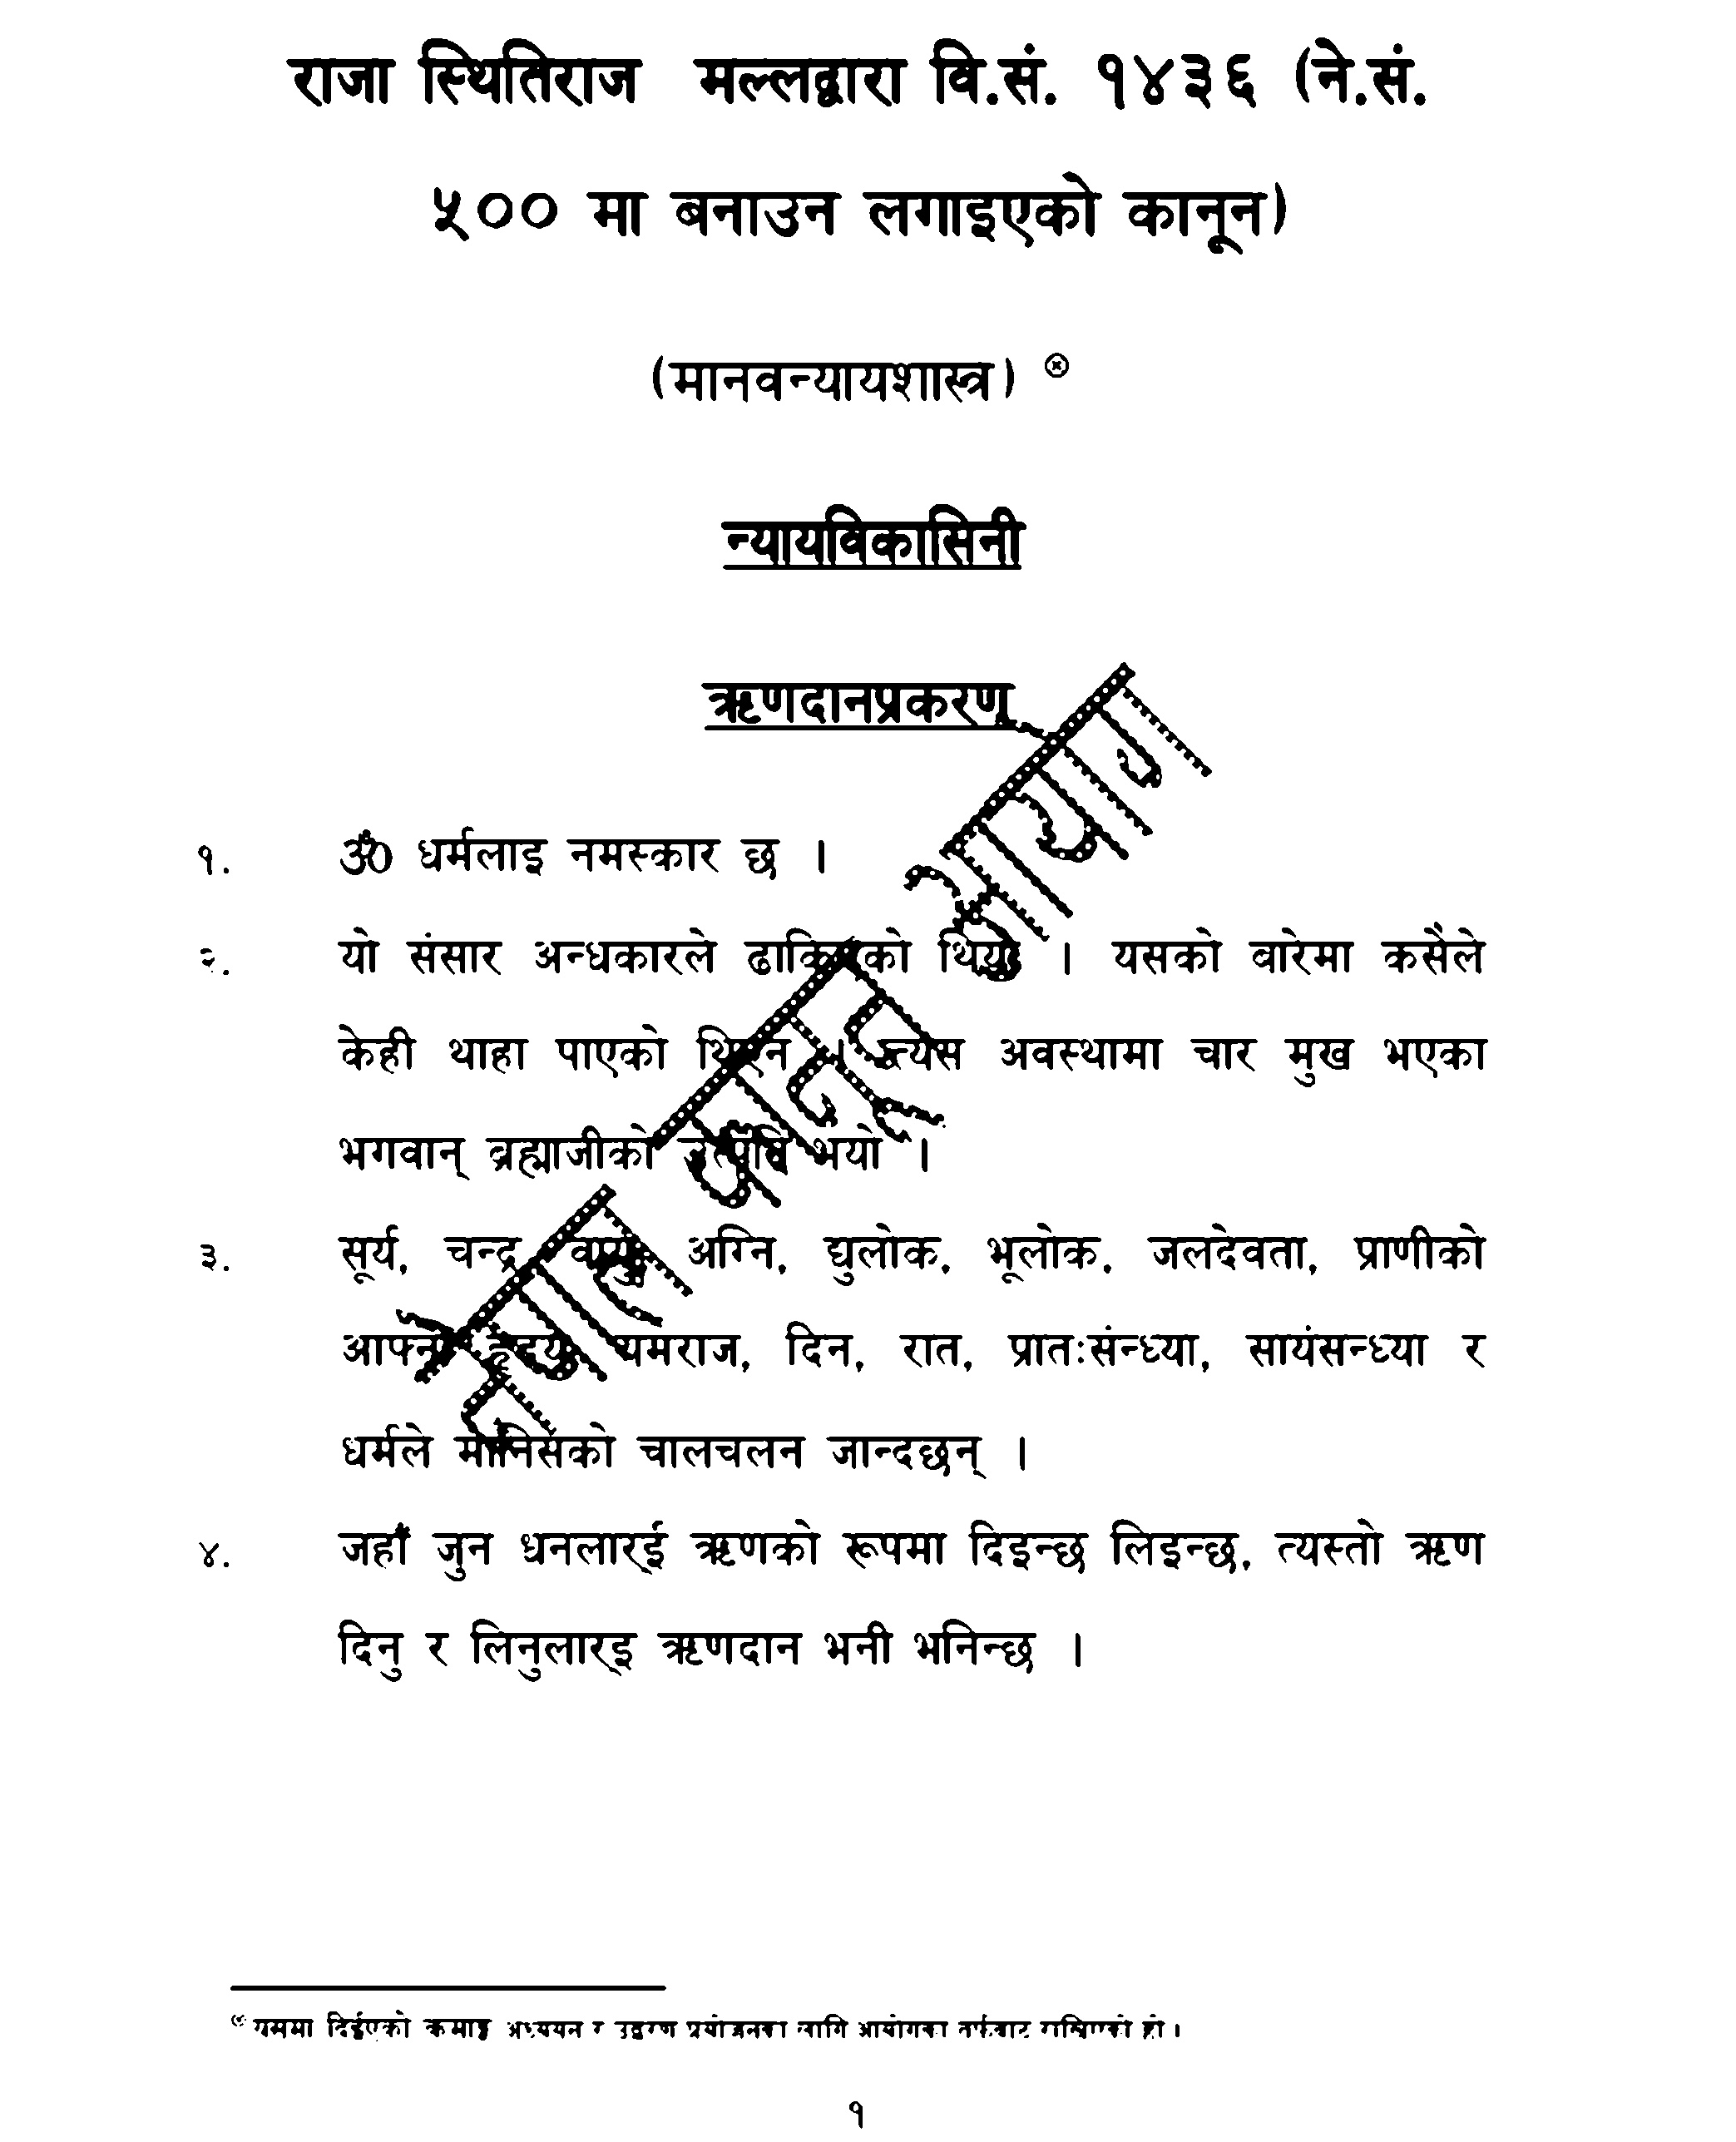 राजा स्थितिराज मल्लद्वारा वि.सं. १४३६ (ने.सं.
५०० मा बनाउन लगाइएको कानून)
(मानवन्यायशास्त्र) ⊗
न्यायविकासिनी
ऋणदानप्रकरण
१. ॐ धर्मलाइ नमस्कार छ ।
२. यो संसार अन्धकारले ढाकिएको थियो । यसको वारेमा कसैले
केही थाहा पाएको थिएन । त्यस अवस्थामा चार मुख भएका
भगवान् ब्रह्माजीको उत्पत्ति भयो ।
३. सूर्य, चन्द्र, वायु, अग्नि, द्युलोक, भूलोक, जलदेवता, प्राणीको
आफ्नो हृदय, यमराज, दिन, रात, प्रातःसंन्ध्या, सायंसन्ध्या र
धर्मले मानिसको चालचलन जान्दछन् ।
४. जहाँ जुन धनलार्इ ऋणको रूपमा दिइन्छ लिइन्छ, त्यस्तो ऋण
दिनु र लिनुलार्इ ऋणदान भनी भनिन्छ ।
नेपाल कानून आयोग
⊗ यसमा दिईएको क्रमाङ्क अध्ययन र उद्धरण प्रयोजनका लागि आयोगका तर्फबाट राखिएको हो ।
१